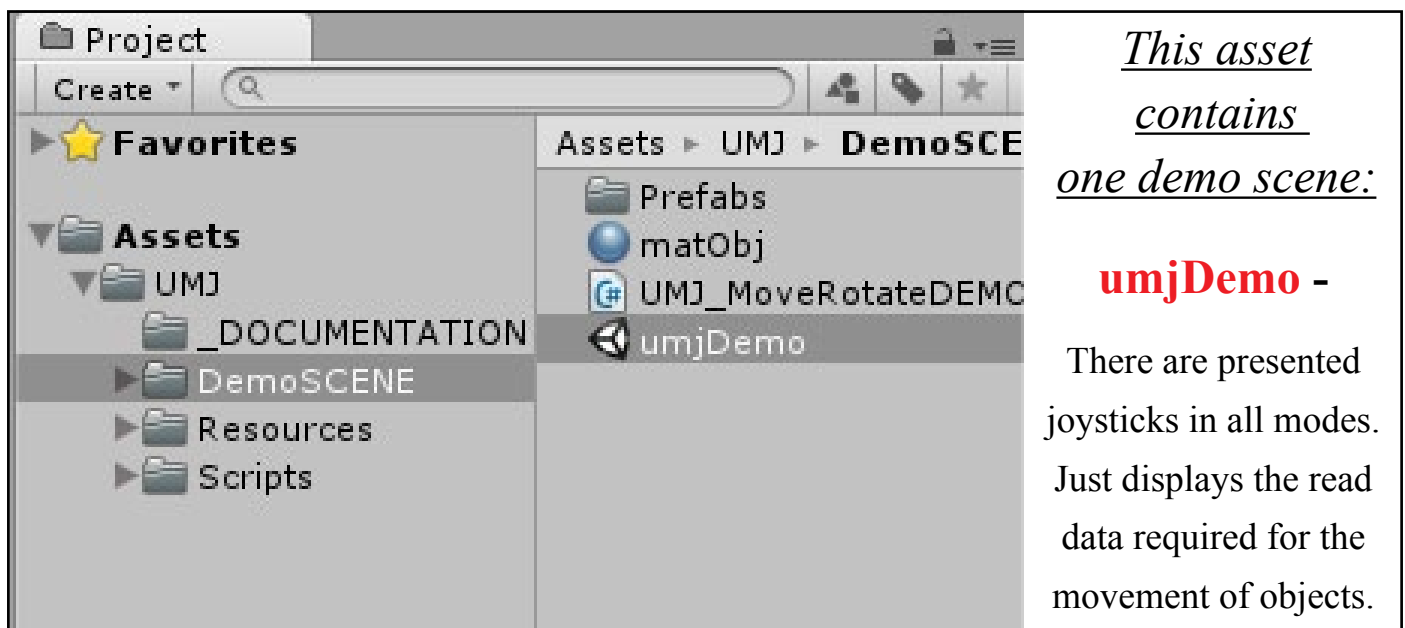 Project
Create
Favorites
Assets
UMJ
_DOCUMENTATION
DemoSCENE
Resources
Scripts
Assets ▸ UMJ ▸ DemoSCE
Prefabs
matObj
UMJ_MoveRotateDEMO
umjDemo
This asset
contains
one demo scene:
umjDemo -
There are presented
joysticks in all modes.
Just displays the read
data required for the
movement of objects.